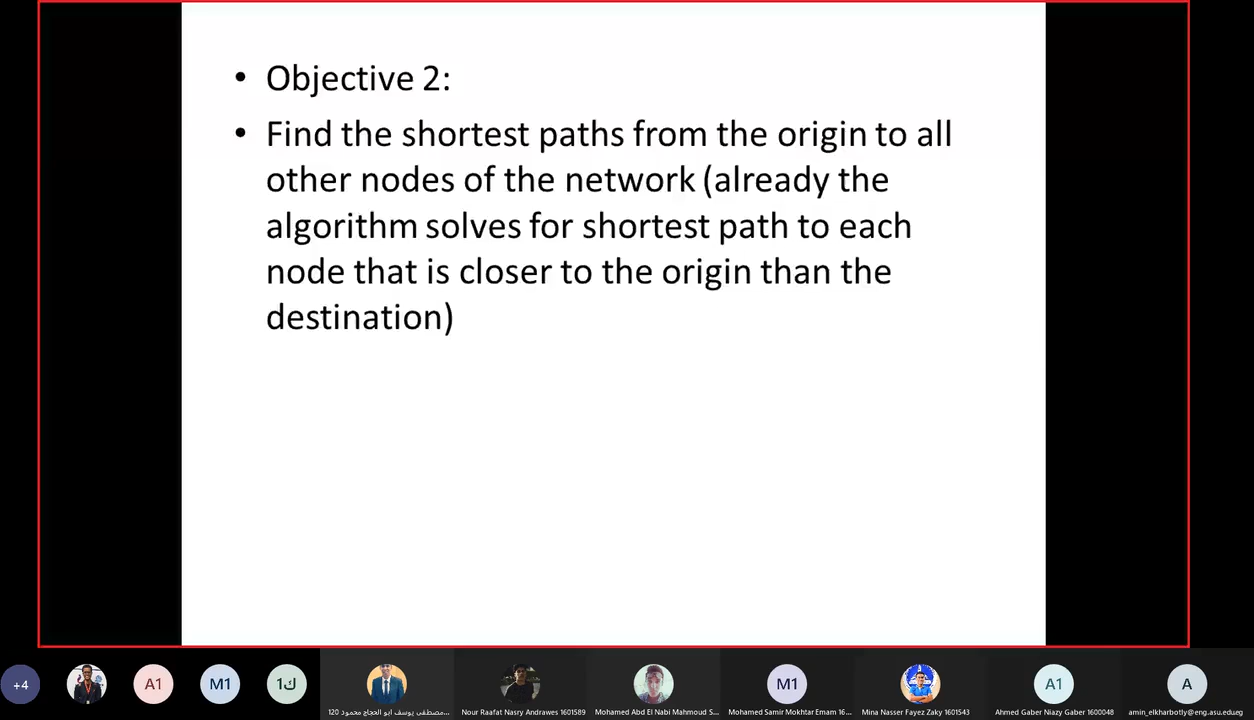 • Objective 2:
• Find the shortest paths from the origin to all
other nodes of the network (already the
algorithm solves for shortest path to each
node that is closer to the origin than the
destination)
+4
A1
M1
ك1
M1
A1
A
مصطفى يوسف ابو الحجاج محمود 120...
Nour Raafat Nasry Andrawes 1601589
Mohamed Abd El Nabi Mahmoud S...
Mohamed Samir Mokhtar Emam 16...
Mina Nasser Fayez Zaky 1601543
Ahmed Gaber Niazy Gaber 1600048
amin_elkharbotly@eng.asu.edu.eg